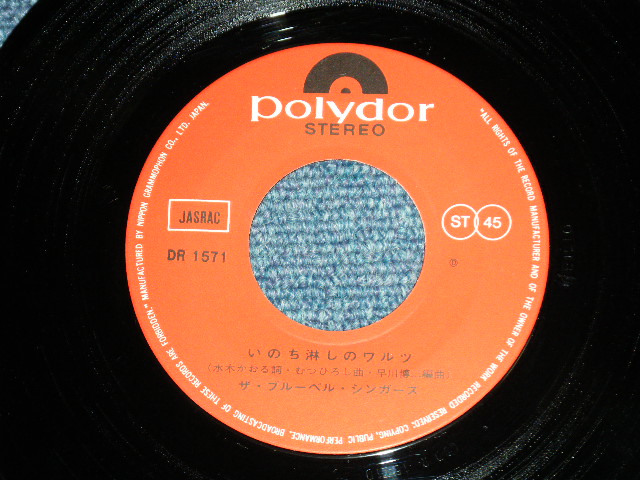 polydor
STEREO
JASRAC
DR 1571
ST 45
いのち淋しのワルツ
(水木かおる詞・むつひろし曲・早川博二編曲)
ザ・ブルーベル・シンガーズ
"ALL RIGHTS OF THE RECORD MANUFACTURER AND OF THE OWNER OF THE WORK RECORDED RESERVED: COPYING, PUBLIC PERFORMANCE, BROADCASTING OF THESE RECORDS ARE FORBIDDEN." MANUFACTURED BY NIPPON GRAMMOPHON CO., LTD. JAPAN.